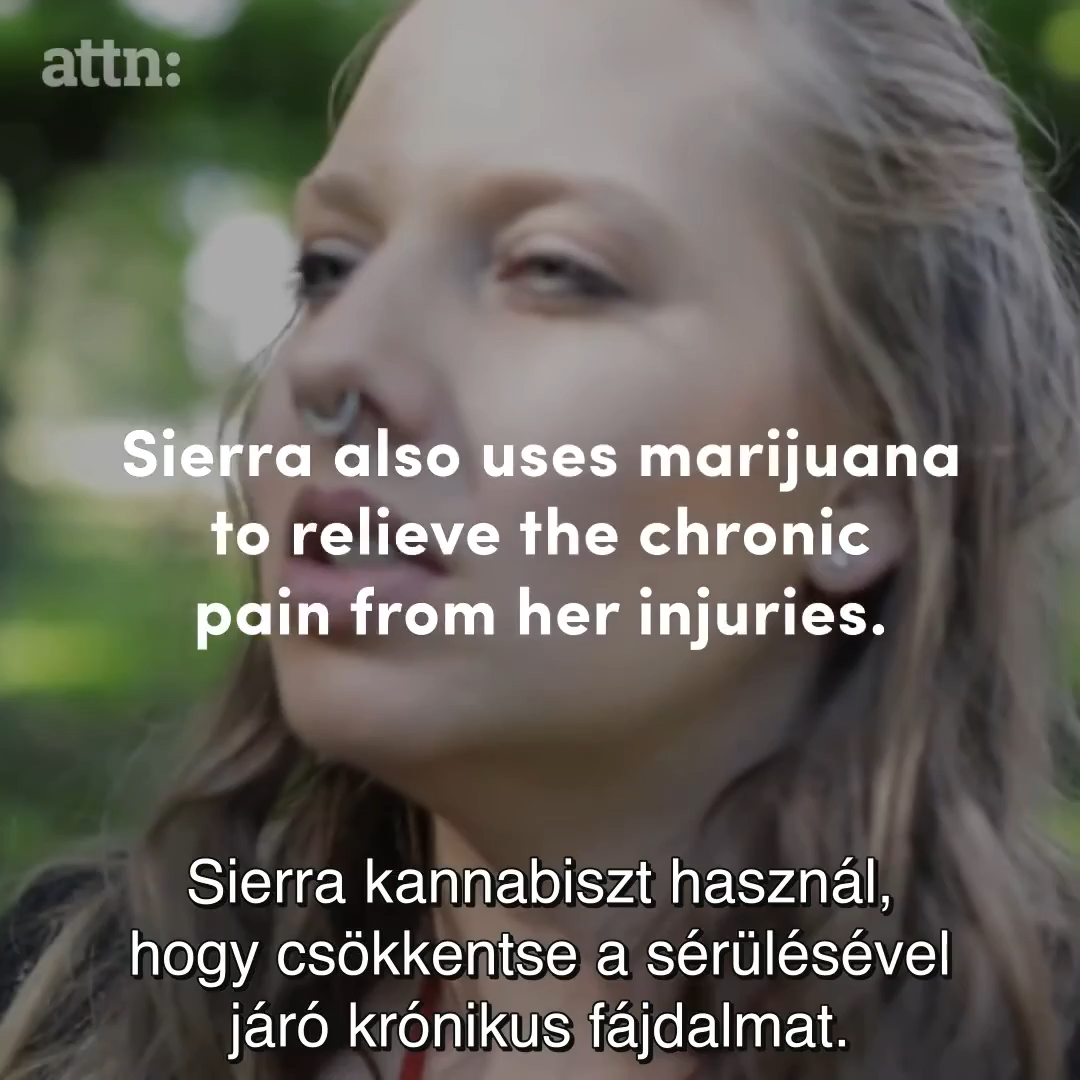 attn:
Sierra also uses marijuana
to relieve the chronic
pain from her injuries.
Sierra kannabiszt használ,
hogy csökkentse a sérülésével
járó krónikus fájdalmat.